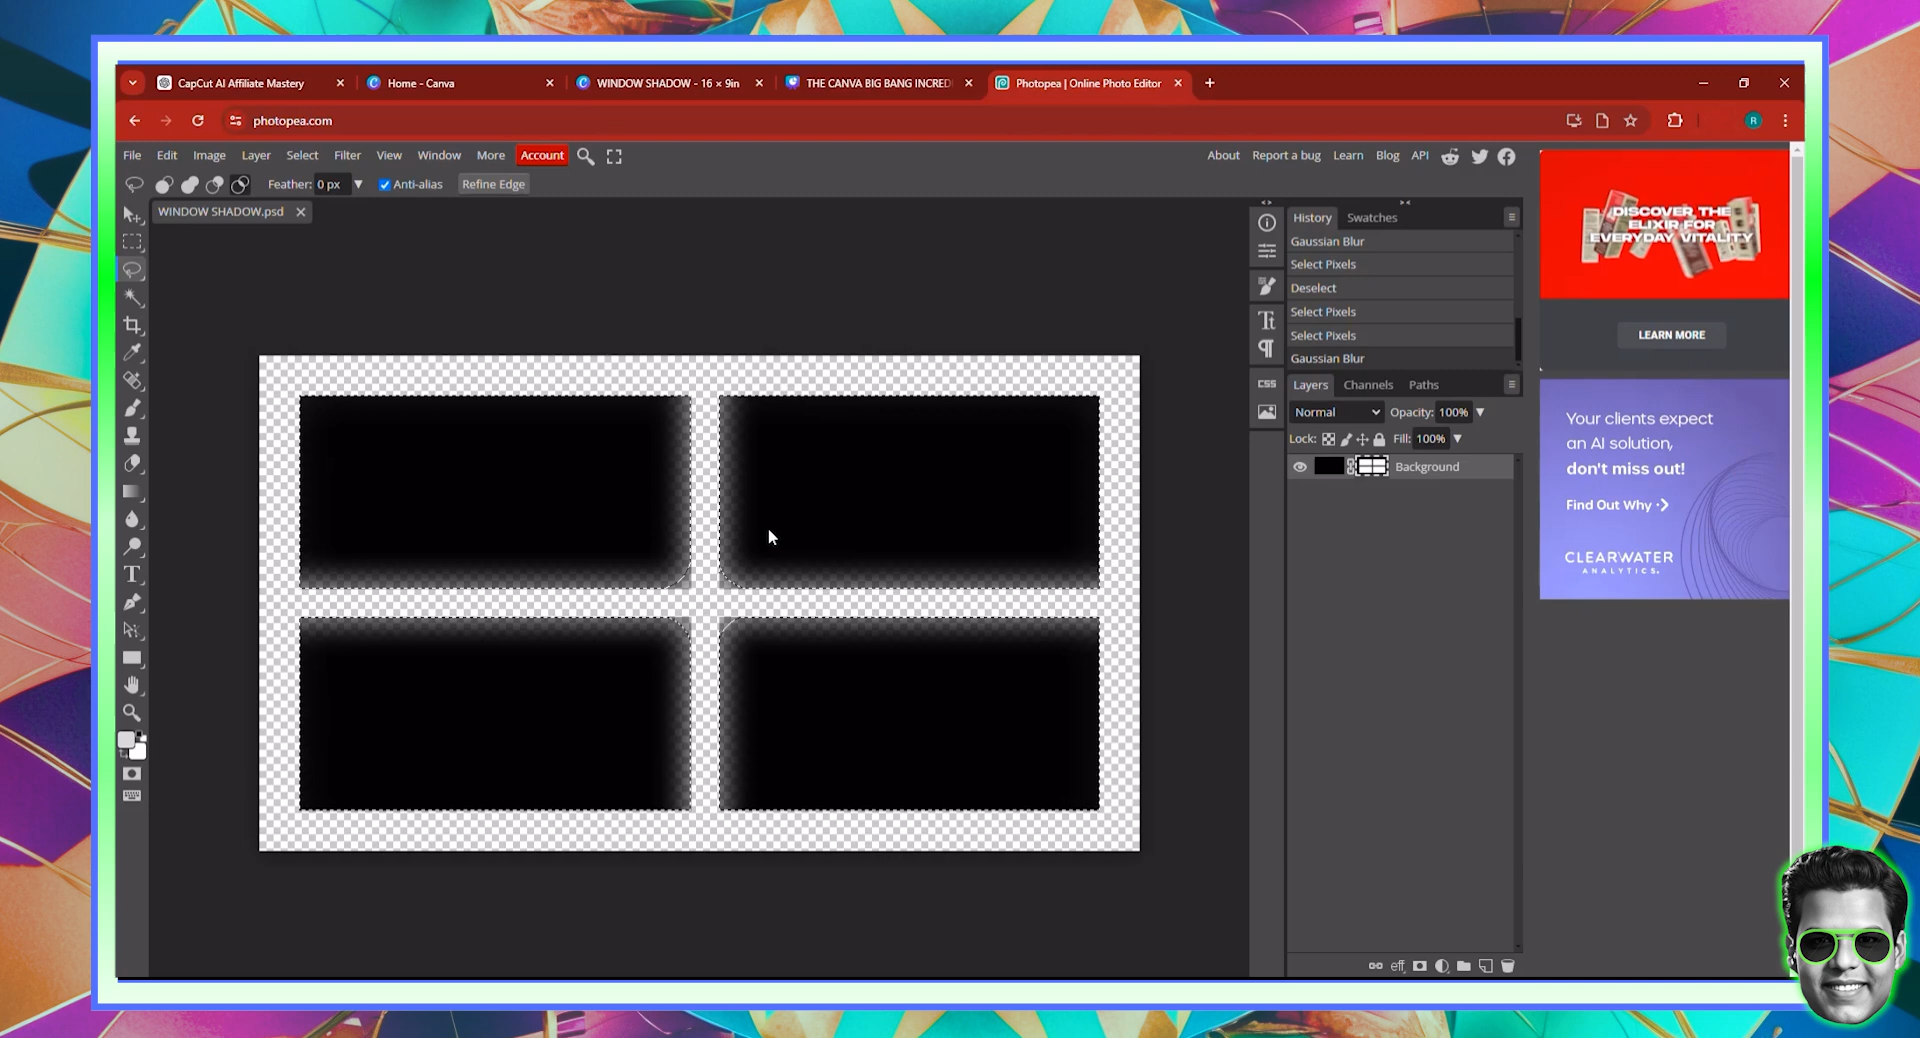 CapCut AI Affiliate Mastery
Home - Canva
WINDOW SHADOW - 16 × 9in
THE CANVA BIG BANG INCRED
Photopea | Online Photo Editor
photopea.com
R
File Edit Image Layer Select Filter View Window More Account
About Report a bug Learn Blog API
Feather: 0 px Anti-alias Refine Edge
WINDOW SHADOW.psd
History Swatches
Gaussian Blur
Select Pixels
Deselect
Select Pixels
Select Pixels
Gaussian Blur
CSS
Layers Channels Paths
Normal Opacity: 100%
Lock: Fill: 100%
Background
eff
DISCOVER THE
ELIXIR FOR
EVERYDAY VITALITY
LEARN MORE
Your clients expect
an AI solution,
don't miss out!
Find Out Why
CLEARWATER
ANALYTICS.